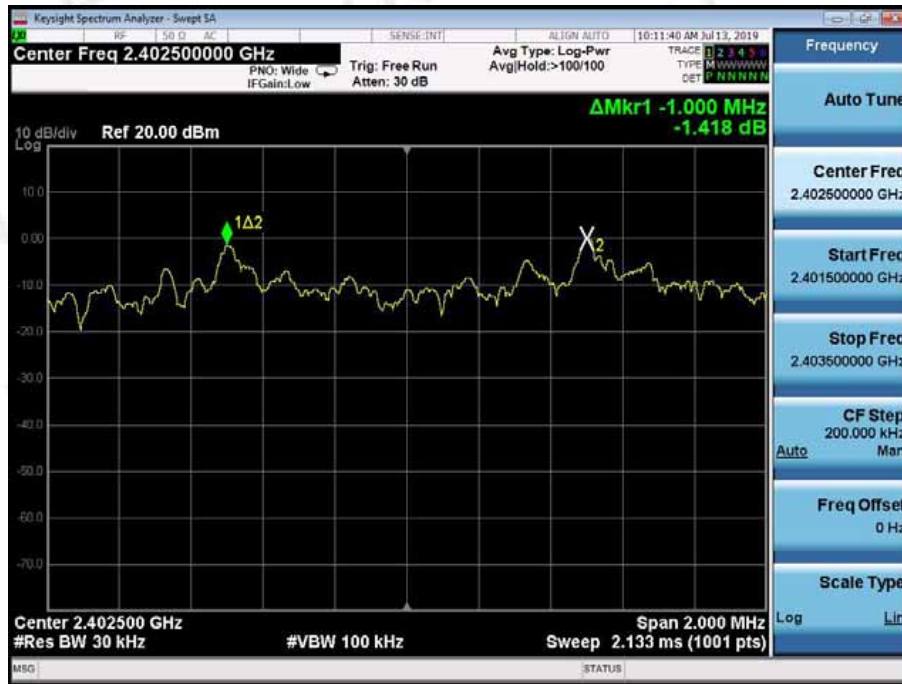 Keysight Spectrum Analyzer - Swept SA
RF 50 Ω AC SENSE:INT ALIGN AUTO 10:11:40 AM Jul 13, 2019
Center Freq 2.402500000 GHz
PNO: Wide
IFGain:Low
Trig: Free Run
Atten: 30 dB
Avg Type: Log-Pwr
Avg|Hold:>100/100
TRACE 1 2 3 4 5 6
TYPE M W W W W W
DET P N N N N N
Frequency
ΔMkr1 -1.000 MHz
-1.418 dB
10 dB/div Ref 20.00 dBm
Log
10.0
0.00
-10.0
-20.0
-30.0
-40.0
-50.0
-60.0
-70.0
1Δ2
2
Center 2.402500 GHz
Span 2.000 MHz
#Res BW 30 kHz
#VBW 100 kHz
Sweep 2.133 ms (1001 pts)
MSG
STATUS
Auto Tune
Center Freq
2.402500000 GHz
Start Freq
2.401500000 GHz
Stop Freq
2.403500000 GHz
CF Step
200.000 kHz
Auto Man
Freq Offset
0 Hz
Scale Type
Log Lin